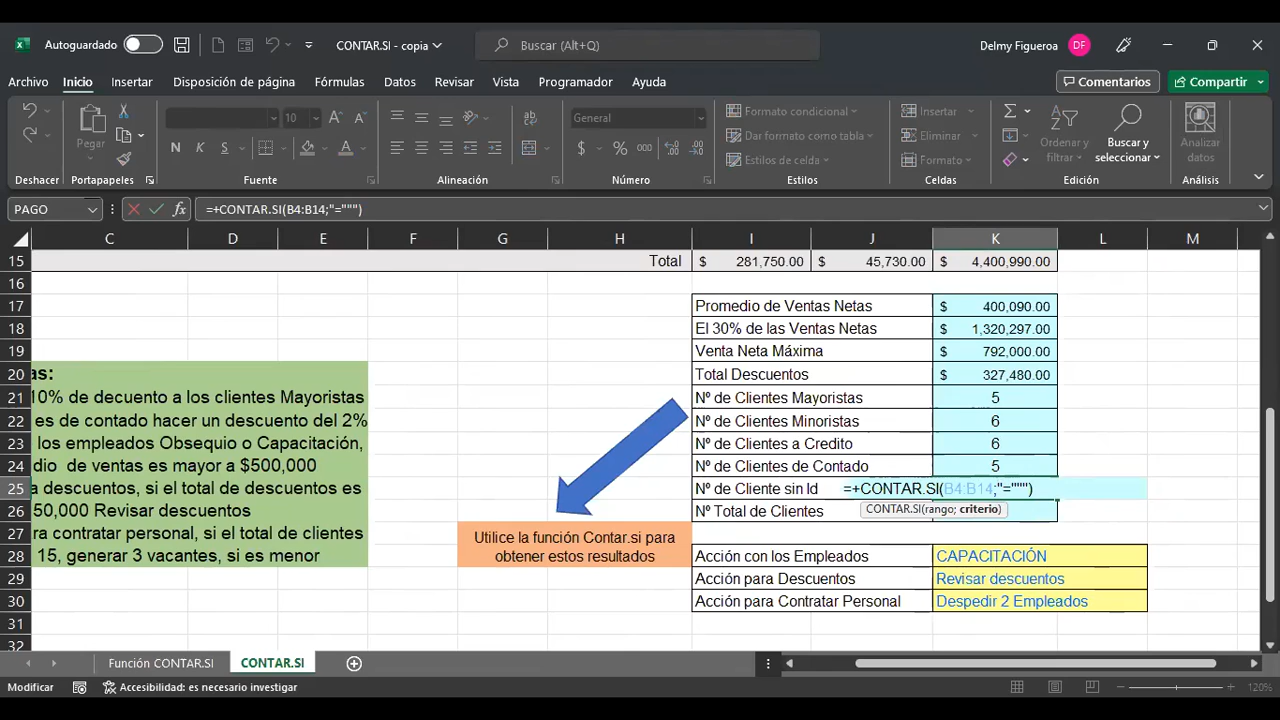 Autoguardado
CONTAR.SI - copia
Buscar (Alt+Q)
Delmy Figueroa
DF
Archivo
Inicio
Insertar
Disposición de página
Fórmulas
Datos
Revisar
Vista
Programador
Ayuda
Comentarios
Compartir
Pegar
10
N K S
General
$ % 000
Formato condicional
Dar formato como tabla
Estilos de celda
Insertar
Eliminar
Formato
Ordenar y filtrar
Buscar y seleccionar
Analizar datos
Deshacer
Portapapeles
Fuente
Alineación
Número
Estilos
Celdas
Edición
Análisis
PAGO
fx
=+CONTAR.SI(B4:B14;"=""")
C D E F G H I J K L M
15 Total $ 281,750.00 $ 45,730.00 $ 4,400,990.00
16
17 Promedio de Ventas Netas $ 400,090.00
18 El 30% de las Ventas Netas $ 1,320,297.00
19 Venta Neta Máxima $ 792,000.00
20 as: Total Descuentos $ 327,480.00
21 10% de decuento a los clientes Mayoristas Nº de Clientes Mayoristas 5
22 es de contado hacer un descuento del 2% Nº de Clientes Minoristas 6
23 los empleados Obsequio o Capacitación, Nº de Clientes a Credito 6
24 dio de ventas es mayor a $500,000 Nº de Clientes de Contado 5
25 a descuentos, si el total de descuentos es Nº de Cliente sin Id =+CONTAR.SI(B4:B14;"=""")
CONTAR.SI(rango; criterio)
26 50,000 Revisar descuentos Nº Total de Clientes
27 ra contratar personal, si el total de clientes Utilice la función Contar.si para
28 15, generar 3 vacantes, si es menor obtener estos resultados Acción con los Empleados CAPACITACIÓN
29 Acción para Descuentos Revisar descuentos
30 Acción para Contratar Personal Despedir 2 Empleados
31
32
Función CONTAR.SI
CONTAR.SI
Modificar
Accesibilidad: es necesario investigar
120%